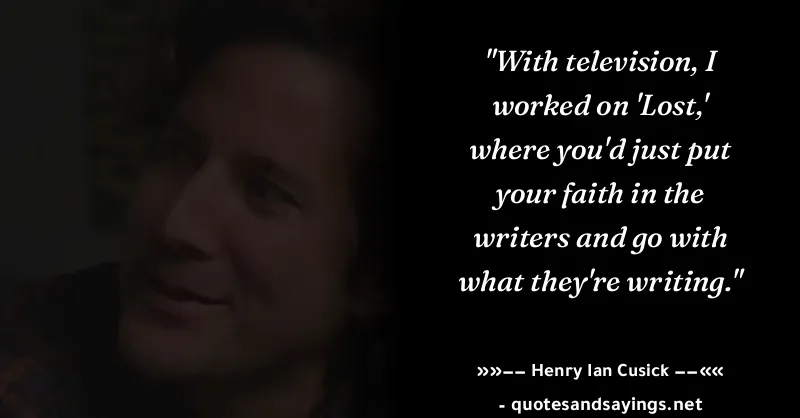 "With television, I
worked on 'Lost,'
where you'd just put
your faith in the
writers and go with
what they're writing."
»»—— Henry Ian Cusick ——««
- quotesandsayings.net